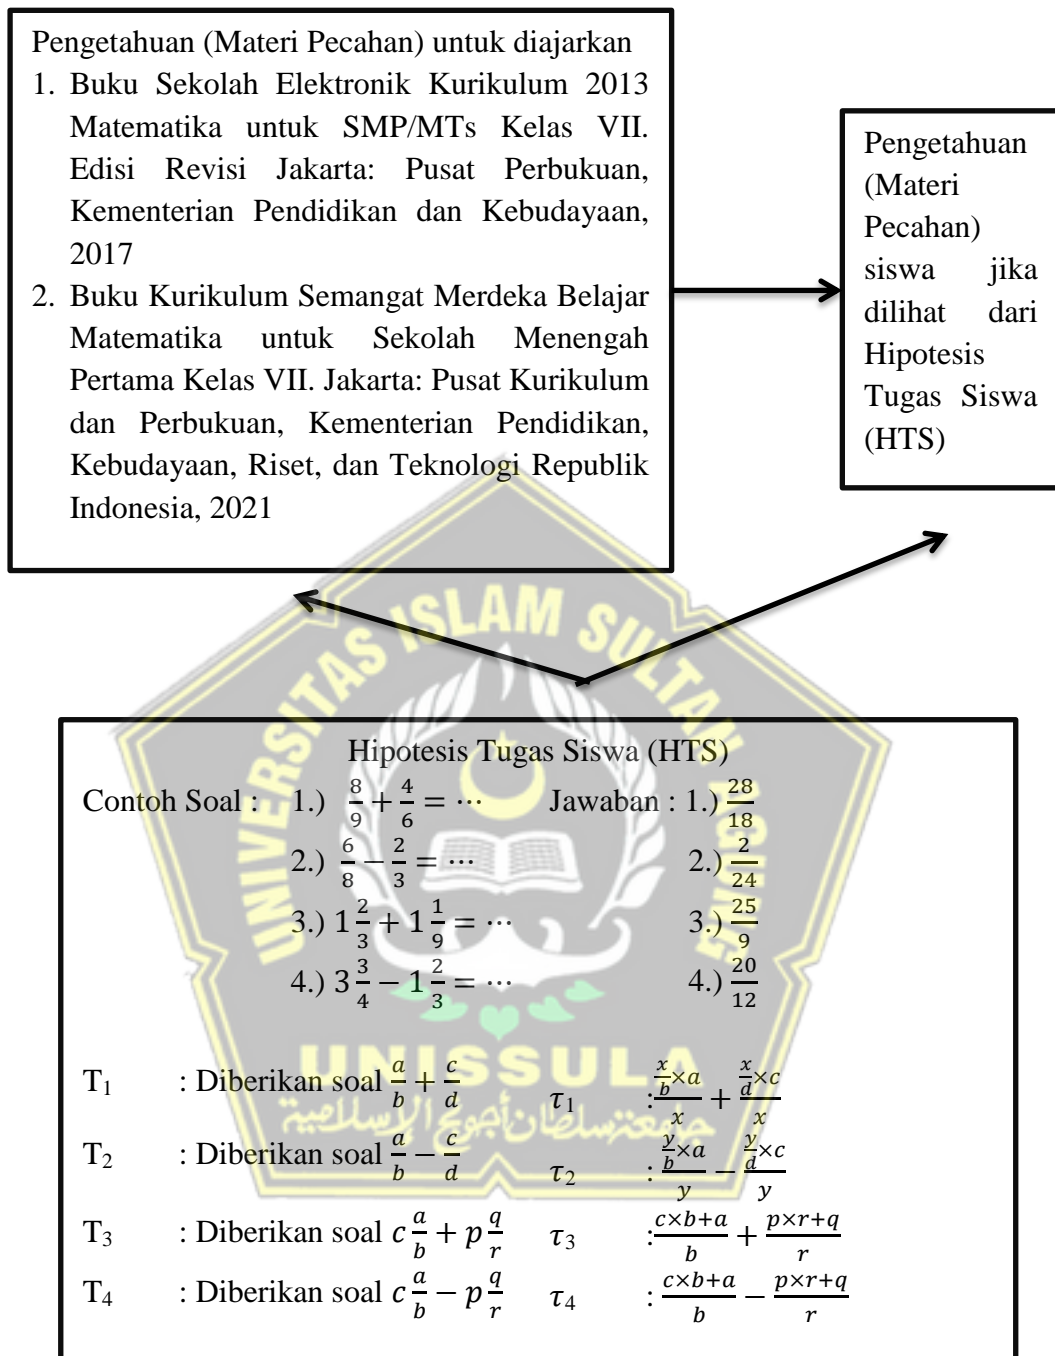 Pengetahuan (Materi Pecahan) untuk diajarkan
1. Buku Sekolah Elektronik Kurikulum 2013
Matematika untuk SMP/MTs Kelas VII.
Edisi Revisi Jakarta: Pusat Perbukuan,
Kementerian Pendidikan dan Kebudayaan,
2017
2. Buku Kurikulum Semangat Merdeka Belajar
Matematika untuk Sekolah Menengah
Pertama Kelas VII. Jakarta: Pusat Kurikulum
dan Perbukuan, Kementerian Pendidikan,
Kebudayaan, Riset, dan Teknologi Republik
Indonesia, 2021
Pengetahuan
(Materi
Pecahan)
siswa jika
dilihat dari
Hipotesis
Tugas Siswa
(HTS)
UNIVERSITAS ISLAM SULTAN AGUNG
Hipotesis Tugas Siswa (HTS)
Contoh Soal : 1.) 8/9 + 4/6 = ⋯ Jawaban : 1.) 28/18
2.) 6/8 − 2/3 = ⋯ 2.) 2/24
3.) 1 2/3 + 1 1/9 = ⋯ 3.) 25/9
4.) 3 3/4 − 1 2/3 = ⋯ 4.) 20/12
UNISSULA
جامعة سلطان أجونج الإسلامية
T₁ : Diberikan soal a/b + c/d τ₁ : (x/b×a)/x + (x/d×c)/x
T₂ : Diberikan soal a/b − c/d τ₂ : (y/b×a)/y − (y/d×c)/y
T₃ : Diberikan soal c a/b + p q/r τ₃ : (c×b+a)/b + (p×r+q)/r
T₄ : Diberikan soal c a/b − p q/r τ₄ : (c×b+a)/b − (p×r+q)/r